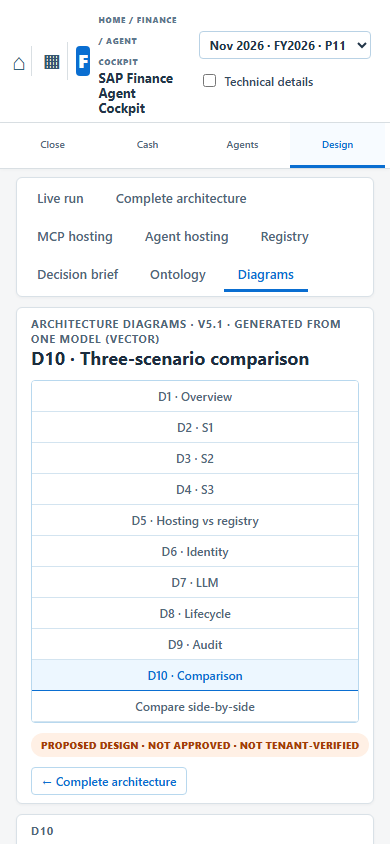 HOME / FINANCE
/ AGENT
COCKPIT
F
SAP Finance
Agent
Cockpit
Nov 2026 · FY2026 · P11
Technical details
Close Cash Agents Design
Live run Complete architecture
MCP hosting Agent hosting Registry
Decision brief Ontology Diagrams
ARCHITECTURE DIAGRAMS · V5.1 · GENERATED FROM
ONE MODEL (VECTOR)
D10 · Three-scenario comparison
D1 · Overview
D2 · S1
D3 · S2
D4 · S3
D5 · Hosting vs registry
D6 · Identity
D7 · LLM
D8 · Lifecycle
D9 · Audit
D10 · Comparison
Compare side-by-side
PROPOSED DESIGN · NOT APPROVED · NOT TENANT-VERIFIED
← Complete architecture
D10